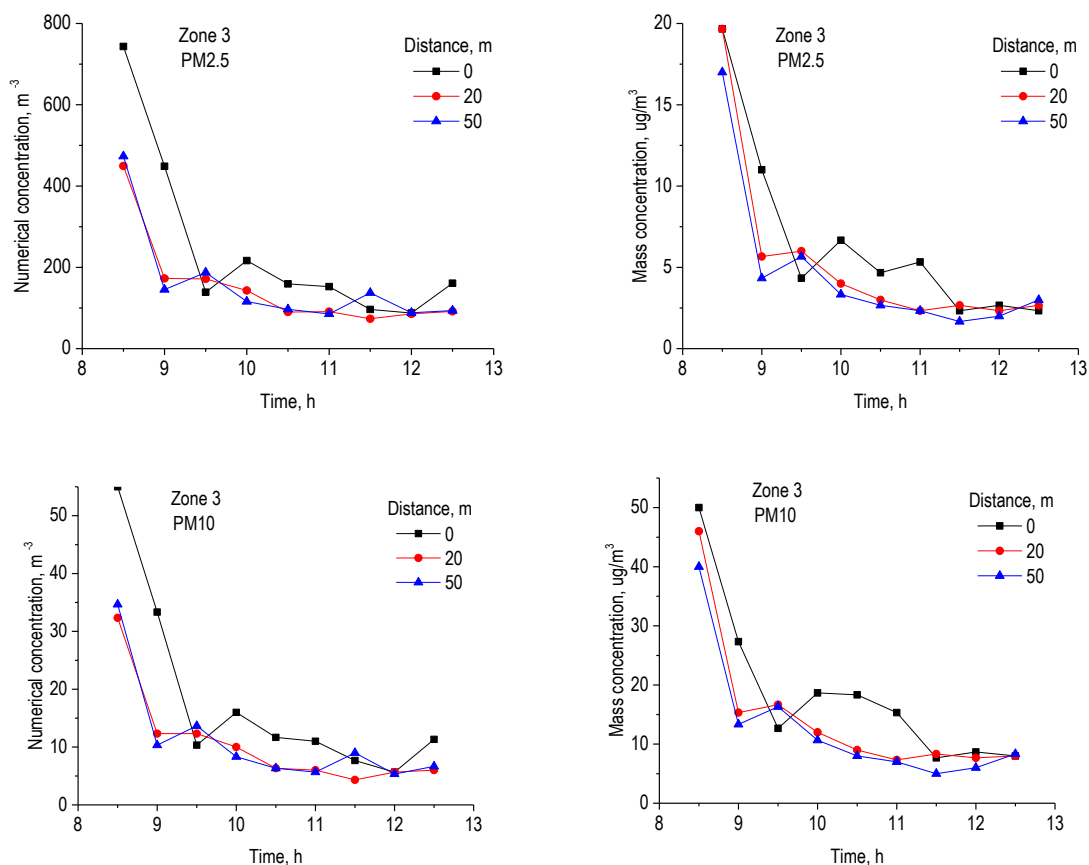 Zone 3
PM2.5
Distance, m
0
20
50
Numerical concentration, m⁻³
800
600
400
200
0
8 9 10 11 12 13
Time, h
Zone 3
PM2.5
Distance, m
0
20
50
Mass concentration, ug/m³
20
15
10
5
0
8 9 10 11 12 13
Time, h
Zone 3
PM10
Distance, m
0
20
50
Numerical concentration, m⁻³
50
40
30
20
10
0
8 9 10 11 12 13
Time, h
Zone 3
PM10
Distance, m
0
20
50
Mass concentration, ug/m³
50
40
30
20
10
0
8 9 10 11 12 13
Time, h